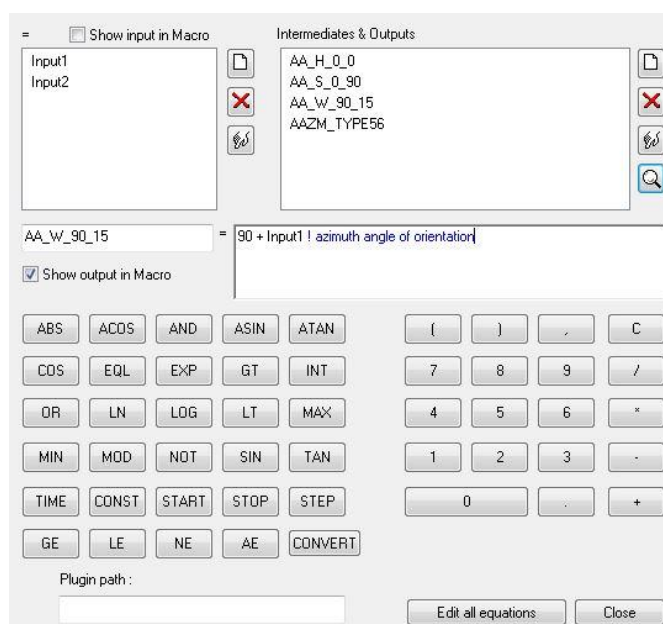 = Show input in Macro Intermediates & Outputs
Input1
Input2
AA_H_0_0
AA_S_0_90
AA_W_90_15
AAZM_TYPE56
AA_W_90_15 = 90 + Input1 ! azimuth angle of orientation
Show output in Macro
ABS ACOS AND ASIN ATAN ( ) , C
COS EQL EXP GT INT 7 8 9 /
OR LN LOG LT MAX 4 5 6 *
MIN MOD NOT SIN TAN 1 2 3 -
TIME CONST START STOP STEP 0 . +
GE LE NE AE CONVERT
Plugin path :
Edit all equations Close